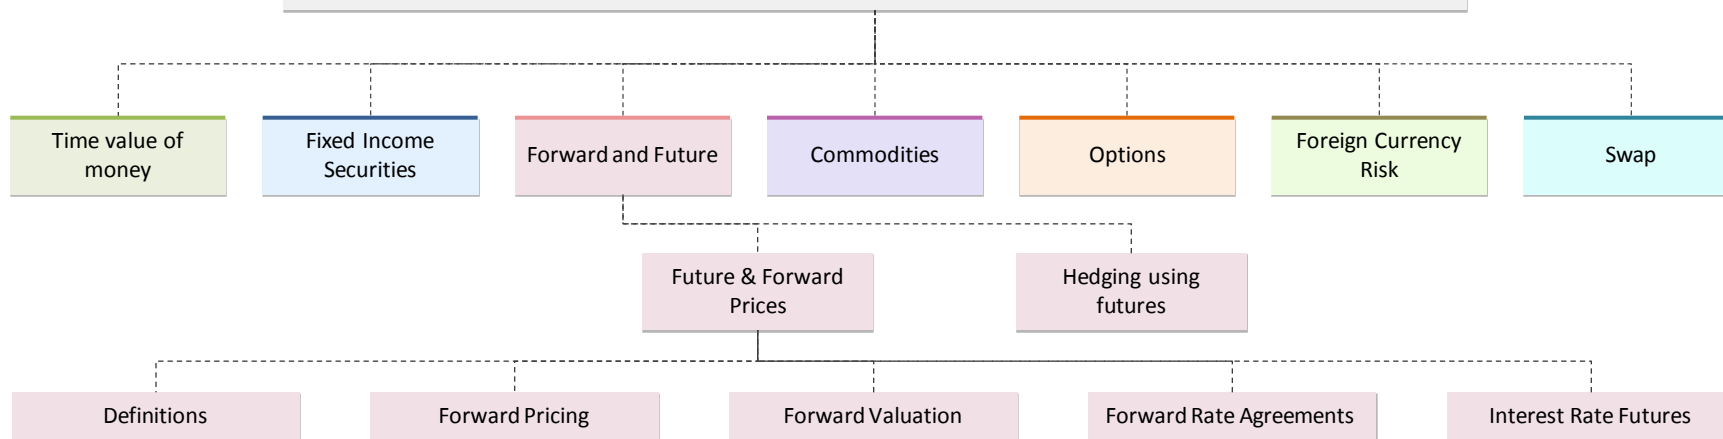 Time value of
money
Fixed Income
Securities
Forward and Future
Commodities
Options
Foreign Currency
Risk
Swap
Future & Forward
Prices
Hedging using
futures
Definitions
Forward Pricing
Forward Valuation
Forward Rate Agreements
Interest Rate Futures